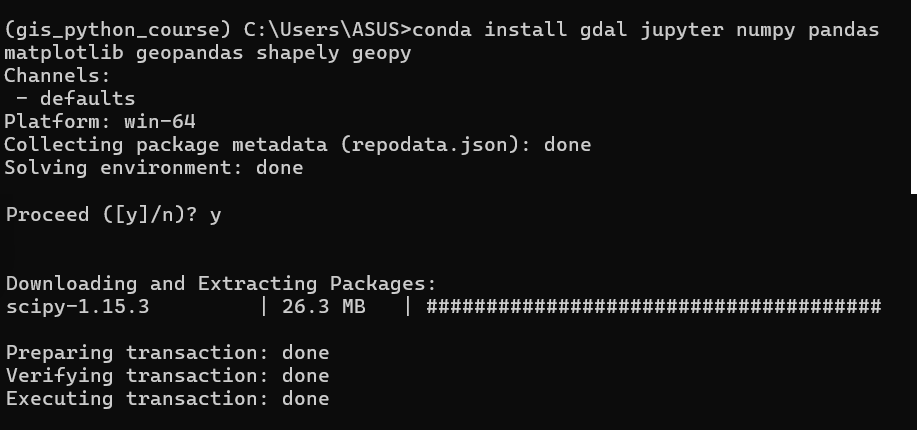 (gis_python_course) C:\Users\ASUS>conda install gdal jupyter numpy pandas
matplotlib geopandas shapely geopy
Channels:
 - defaults
Platform: win-64
Collecting package metadata (repodata.json): done
Solving environment: done
Proceed ([y]/n)? y
Downloading and Extracting Packages:
scipy-1.15.3         | 26.3 MB   | ######################################
Preparing transaction: done
Verifying transaction: done
Executing transaction: done